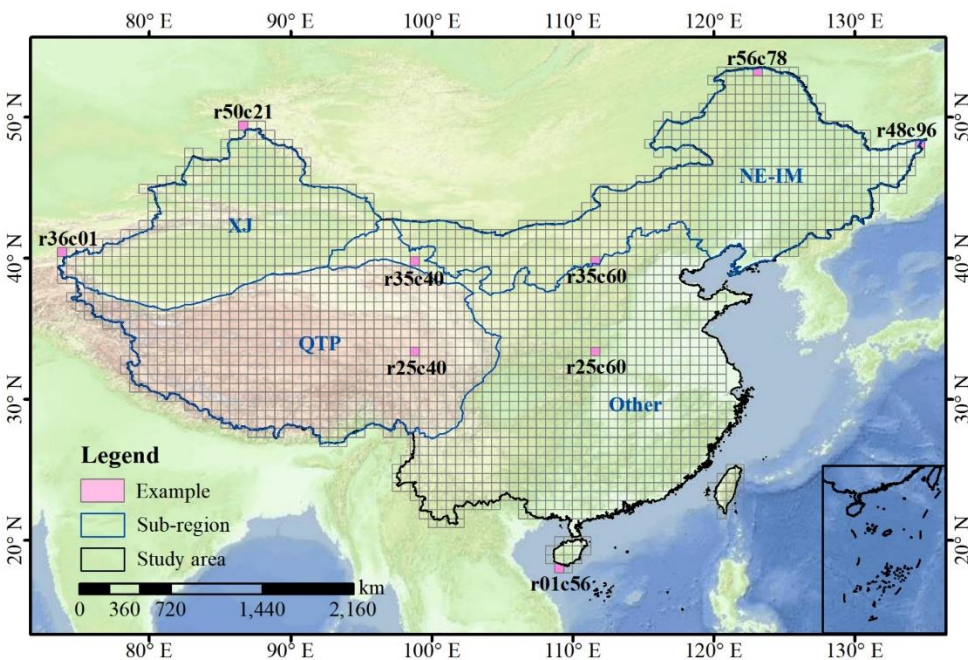 80° E 90° E 100° E 110° E 120° E 130° E
r56c78
50° N
r50c21
50° N
r48c96
NE-IM
XJ
r36c01
40° N
r35c40
r35c60
40° N
QTP
r25c40
r25c60
30° N
Other
30° N
Legend
Example
Sub-region
20° N
Study area
20° N
km
r01c56
0 360 720 1,440 2,160
80° E 90° E 100° E 110° E 120° E 130° E